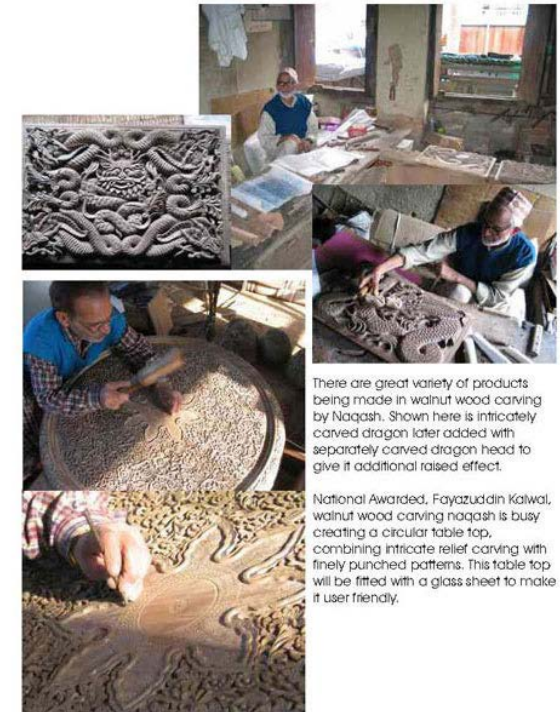 There are great variety of products
being made in walnut wood carving
by Naqash. Shown here is intricately
carved dragon later added with
separately carved dragon head to
give it additional raised effect.
National Awarded, Fayazuddin Kalwal,
walnut wood carving naqash is busy
creating a circular table top,
combining intricate relief carving with
finely punched patterns. This table top
will be fitted with a glass sheet to make
it user friendly.